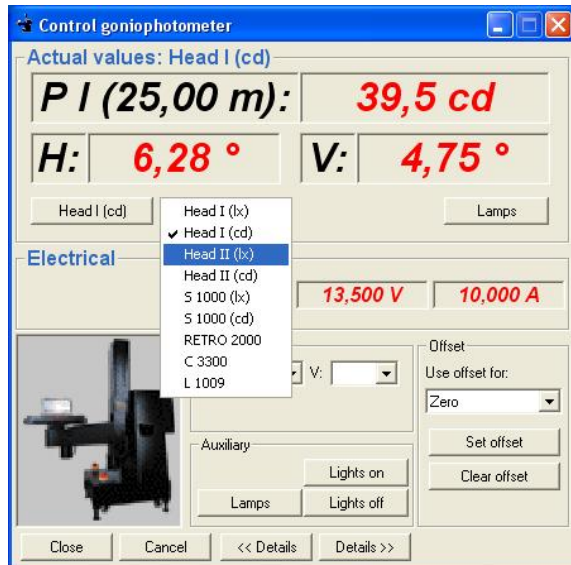 Control goniophotometer
Actual values: Head I (cd)
P I (25,00 m): 39,5 cd
H: 6,28 ° V: 4,75 °
Head I (cd) Lamps
Head I (lx)
Head I (cd)
Head II (lx)
Head II (cd)
S 1000 (lx)
S 1000 (cd)
RETRO 2000
C 3300
L 1009
Electrical
13,500 V 10,000 A
V:
Offset
Use offset for:
Zero
Set offset
Clear offset
Auxiliary
Lights on
Lamps Lights off
Close Cancel << Details Details >>